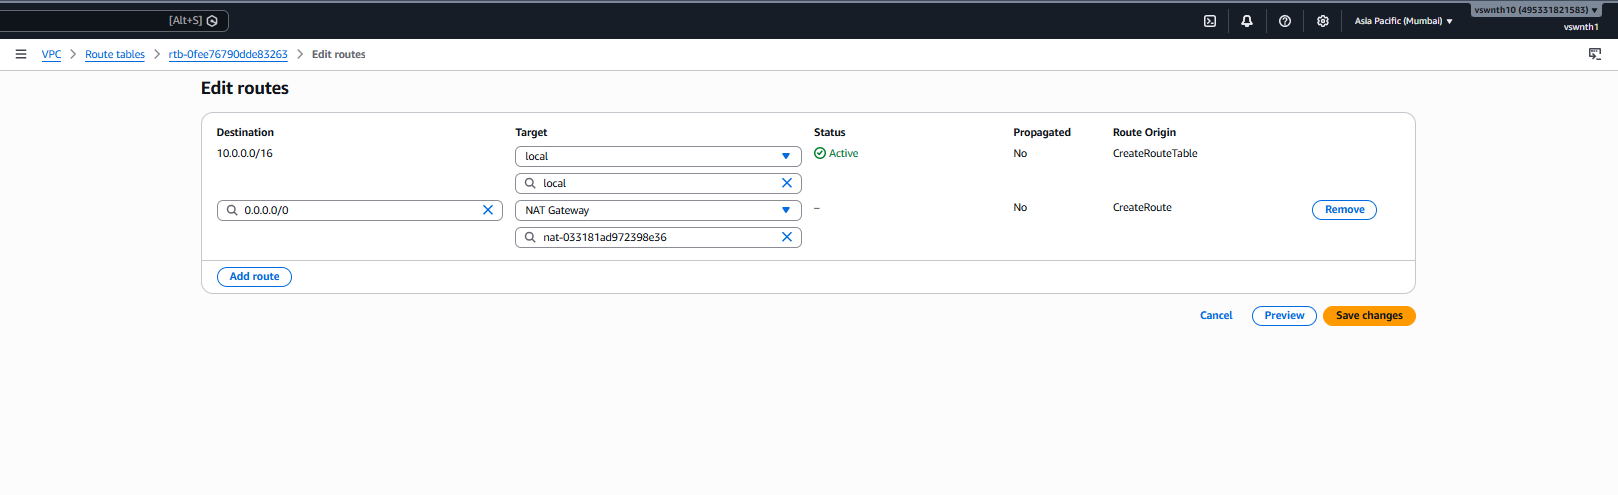 [Alt+S]
Asia Pacific (Mumbai) ▼
vswnth10 (495331821583) ▼
vswnth1
VPC > Route tables > rtb-0fee76790dde83263 > Edit routes
Edit routes
Destination Target Status Propagated Route Origin
10.0.0.0/16 local Active No CreateRouteTable
local
0.0.0.0/0 NAT Gateway – No CreateRoute Remove
nat-033181ad972398e36
Add route
Cancel Preview Save changes